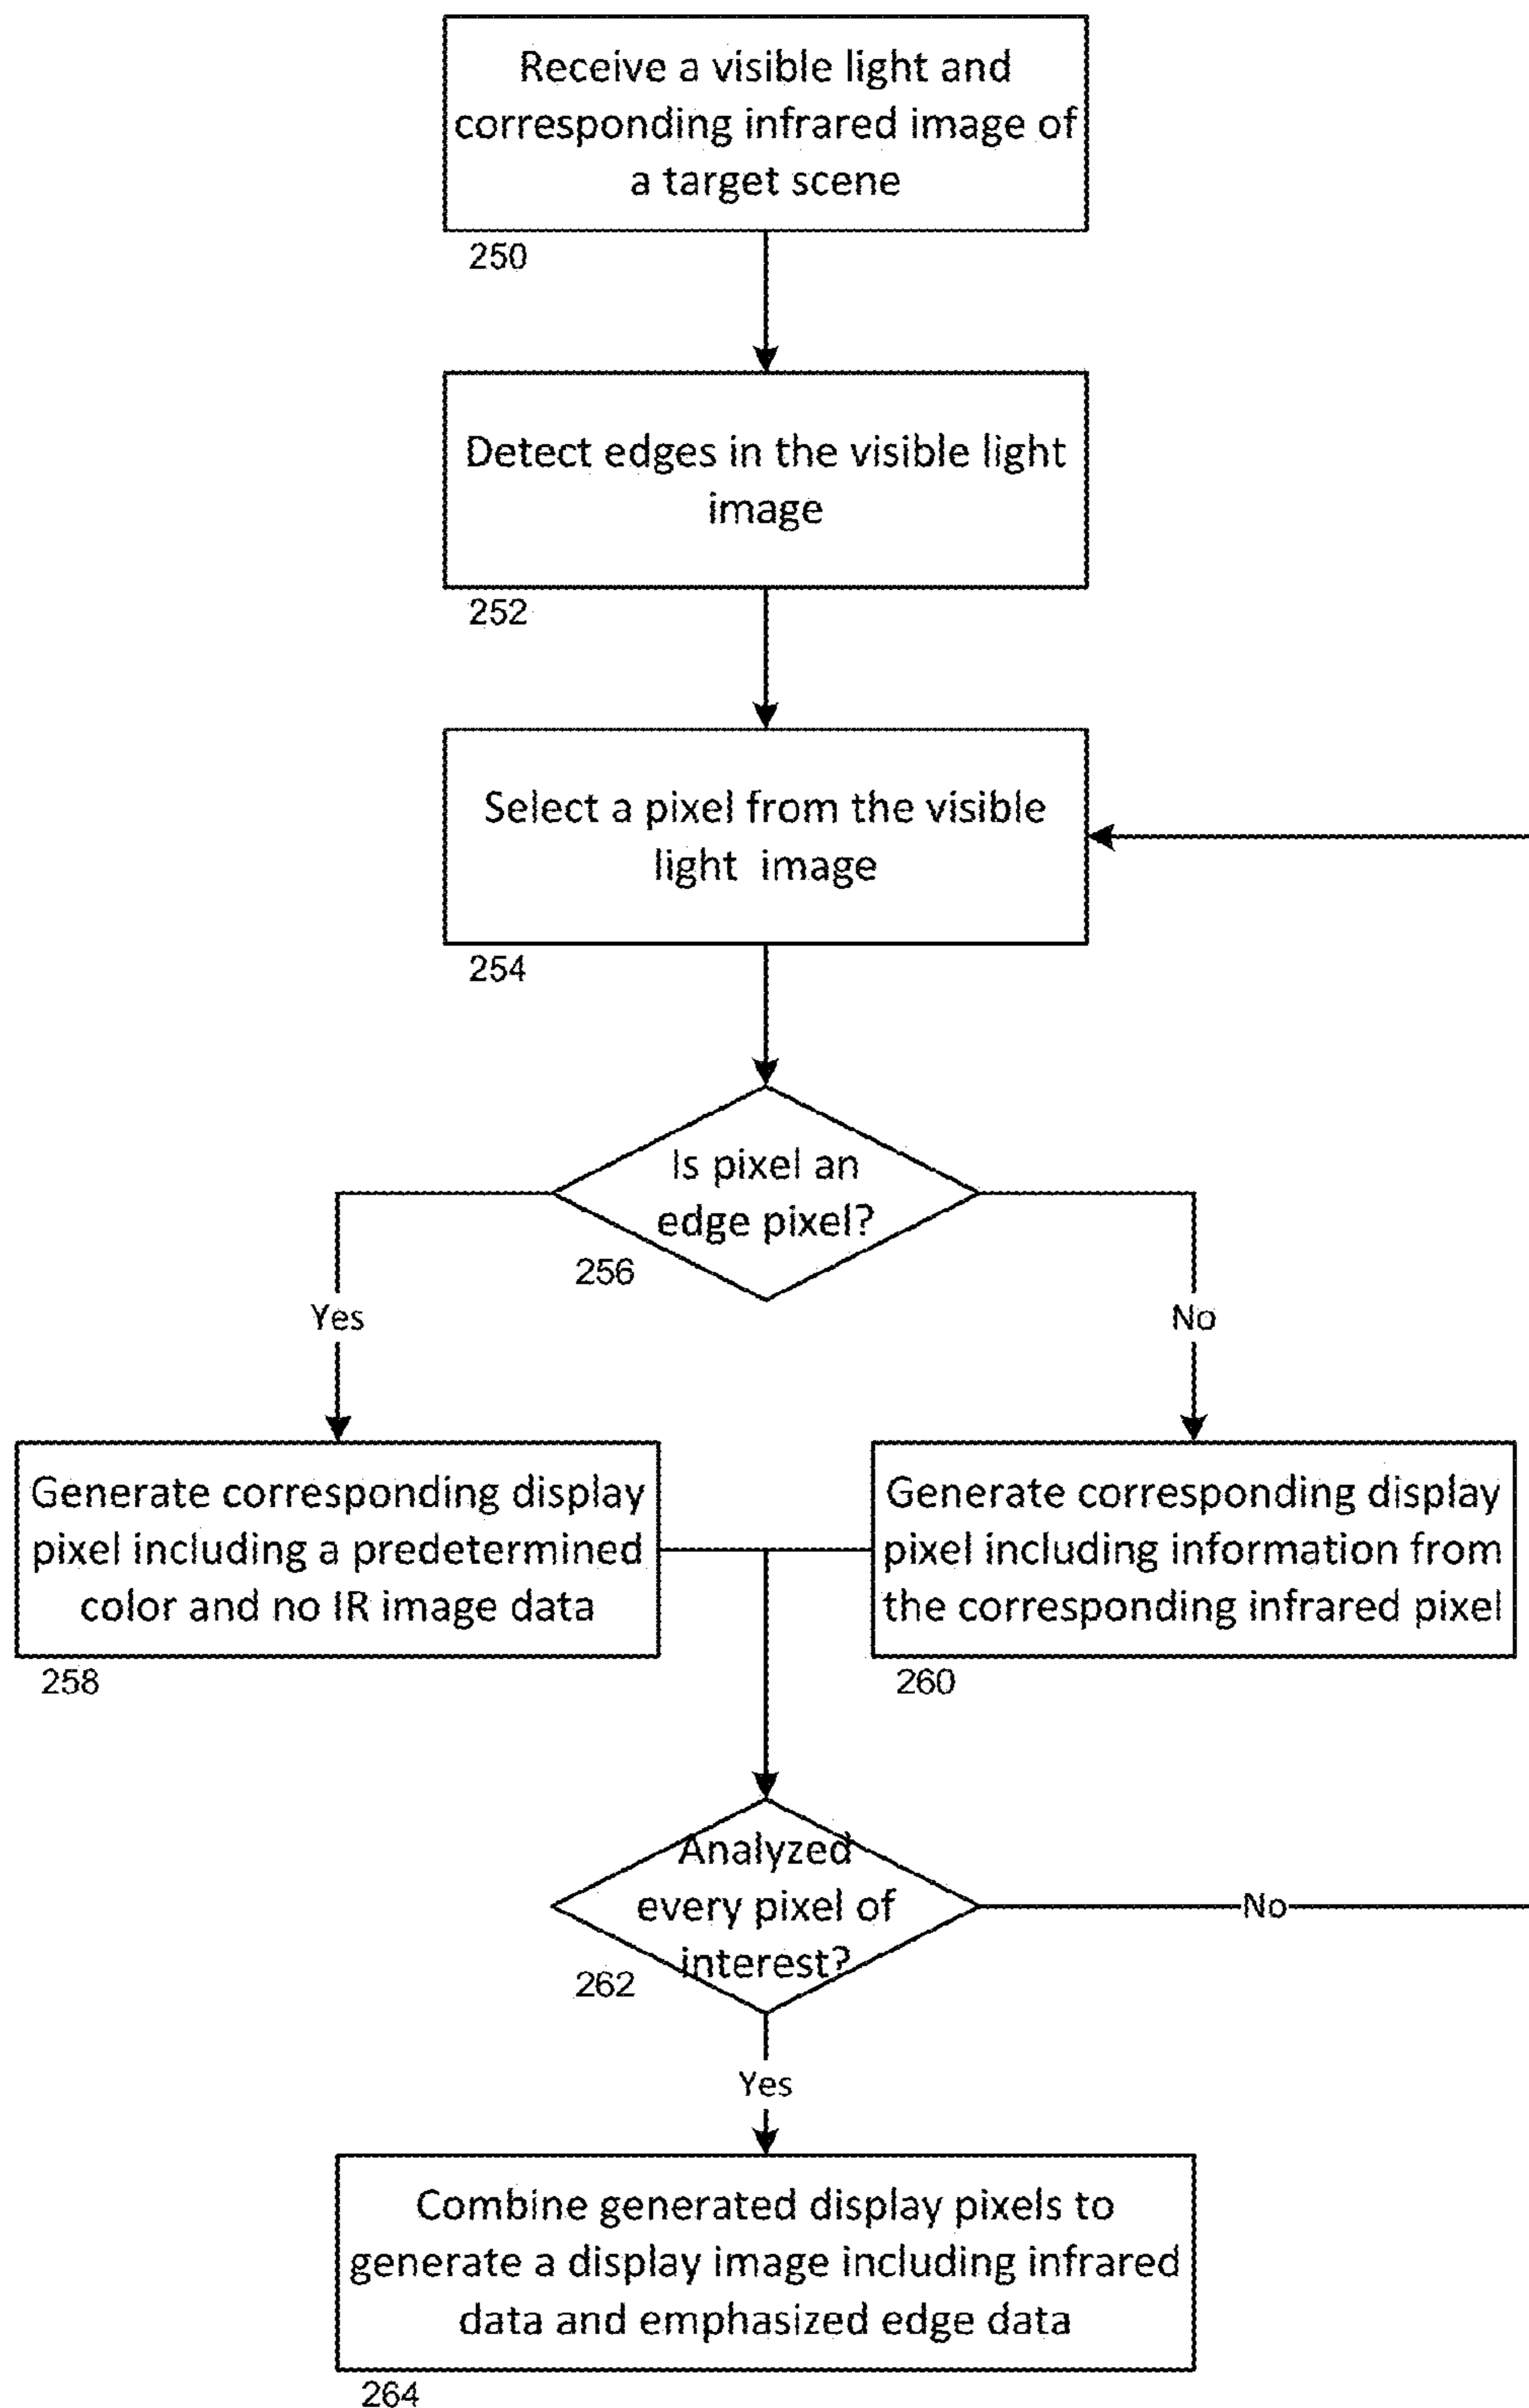 Receive a visible light and
corresponding infrared image of
a target scene
250
Detect edges in the visible light
image
252
Select a pixel from the visible
light image
254
Is pixel an
edge pixel?
256
Yes
No
Generate corresponding display
pixel including a predetermined
color and no IR image data
258
Generate corresponding display
pixel including information from
the corresponding infrared pixel
260
Analyzed
every pixel of
interest?
262
No
Yes
Combine generated display pixels to
generate a display image including infrared
data and emphasized edge data
264